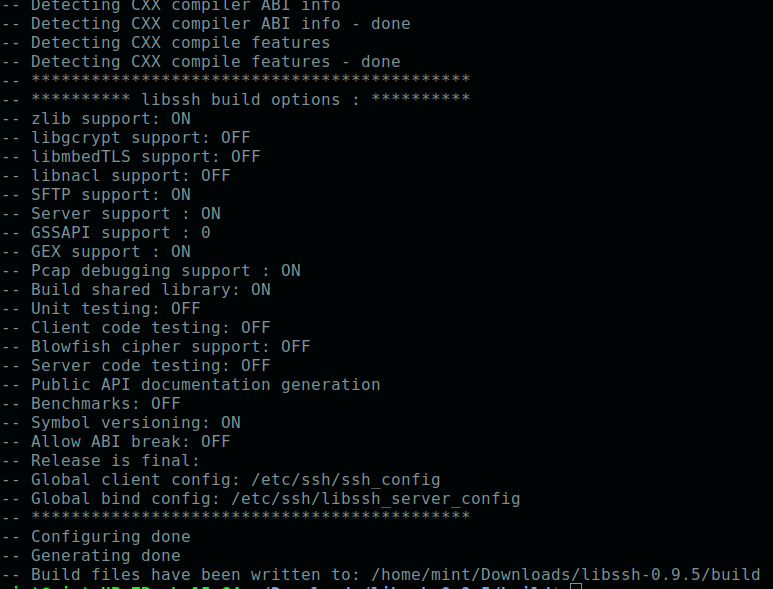 -- Detecting CXX compiler ABI info
-- Detecting CXX compiler ABI info - done
-- Detecting CXX compile features
-- Detecting CXX compile features - done
-- ********************************************
-- ********** libssh build options : **********
-- zlib support: ON
-- libgcrypt support: OFF
-- libmbedTLS support: OFF
-- libnacl support: OFF
-- SFTP support: ON
-- Server support : ON
-- GSSAPI support : 0
-- GEX support : ON
-- Pcap debugging support : ON
-- Build shared library: ON
-- Unit testing: OFF
-- Client code testing: OFF
-- Blowfish cipher support: OFF
-- Server code testing: OFF
-- Public API documentation generation
-- Benchmarks: OFF
-- Symbol versioning: ON
-- Allow ABI break: OFF
-- Release is final:
-- Global client config: /etc/ssh/ssh_config
-- Global bind config: /etc/ssh/libssh_server_config
-- ********************************************
-- Configuring done
-- Generating done
-- Build files have been written to: /home/mint/Downloads/libssh-0.9.5/build